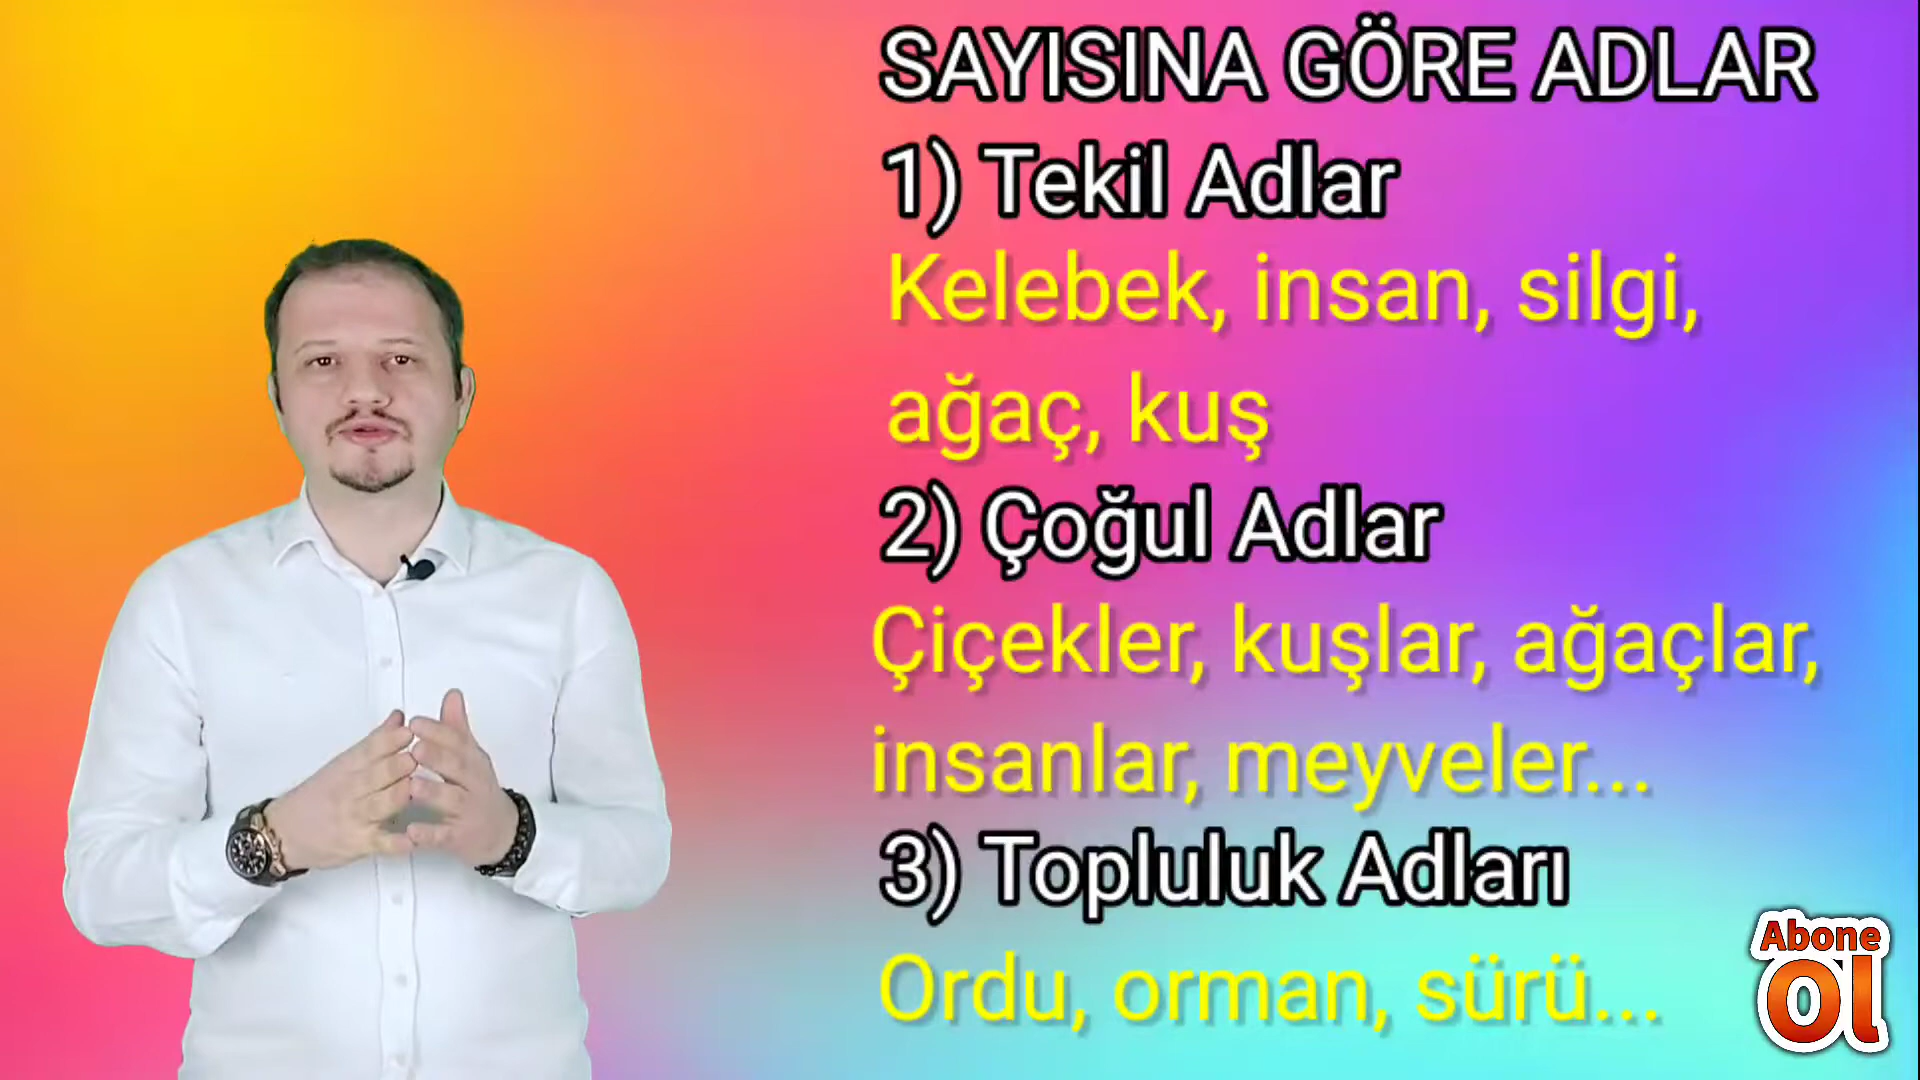 SAYISINA GÖRE ADLAR
1) Tekil Adlar
Kelebek, insan, silgi,
ağaç, kuş
2) Çoğul Adlar
Çiçekler, kuşlar, ağaçlar,
insanlar, meyveler...
3) Topluluk Adları
Ordu, orman, sürü...
Abone
Ol